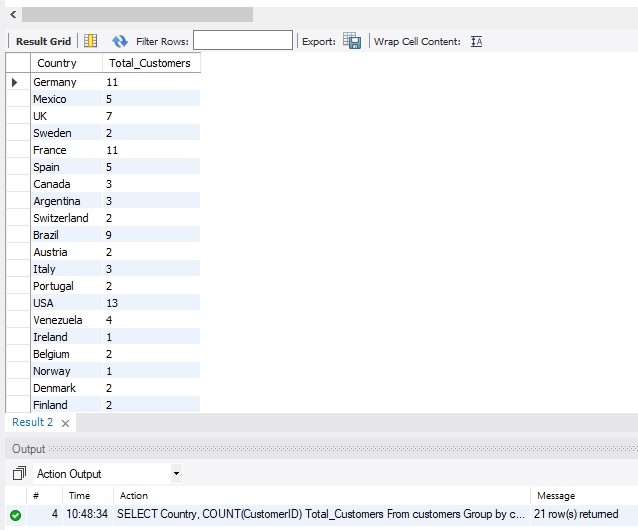 Result Grid Filter Rows: Export: Wrap Cell Content:
Country Total_Customers
Germany 11
Mexico 5
UK 7
Sweden 2
France 11
Spain 5
Canada 3
Argentina 3
Switzerland 2
Brazil 9
Austria 2
Italy 3
Portugal 2
USA 13
Venezuela 4
Ireland 1
Belgium 2
Norway 1
Denmark 2
Finland 2
Result 2
Output
Action Output
# Time Action Message
4 10:48:34 SELECT Country, COUNT(CustomerID) Total_Customers From customers Group by c... 21 row(s) returned